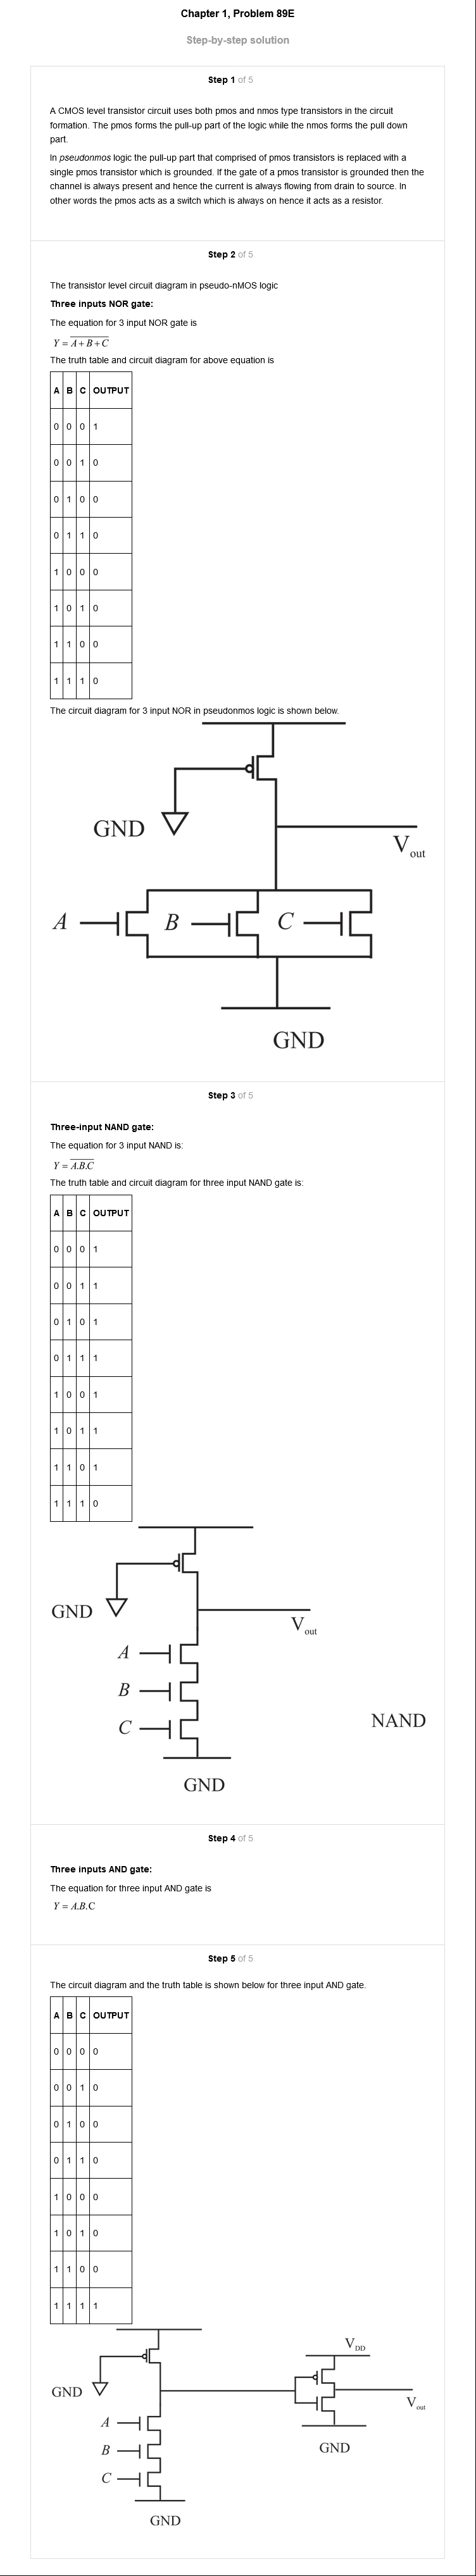 Chapter 1, Problem 89E
Step-by-step solution
Step 1 of 5
A CMOS level transistor circuit uses both pmos and nmos type transistors in the circuit
formation. The pmos forms the pull-up part of the logic while the nmos forms the pull down
part.
In pseudonmos logic the pull-up part that comprised of pmos transistors is replaced with a
single pmos transistor which is grounded. If the gate of a pmos transistor is grounded then the
channel is always present and hence the current is always flowing from drain to source. In
other words the pmos acts as a switch which is always on hence it acts as a resistor.
Step 2 of 5
The transistor level circuit diagram in pseudo-nMOS logic
Three inputs NOR gate:
The equation for 3 input NOR gate is
Y = \overline{A + B + C}
The truth table and circuit diagram for above equation is
A B C OUTPUT
0 0 0 1
0 0 1 0
0 1 0 0
0 1 1 0
1 0 0 0
1 0 1 0
1 1 0 0
1 1 1 0
The circuit diagram for 3 input NOR in pseudonmos logic is shown below.
GND
V_out
A B C
GND
Step 3 of 5
Three-input NAND gate:
The equation for 3 input NAND is:
Y = \overline{A.B.C}
The truth table and circuit diagram for three input NAND gate is:
A B C OUTPUT
0 0 0 1
0 0 1 1
0 1 0 1
0 1 1 1
1 0 0 1
1 0 1 1
1 1 0 1
1 1 1 0
GND
V_out
A
B
C
NAND
GND
Step 4 of 5
Three inputs AND gate:
The equation for three input AND gate is
Y = A.B.C
Step 5 of 5
The circuit diagram and the truth table is shown below for three input AND gate.
A B C OUTPUT
0 0 0 0
0 0 1 0
0 1 0 0
0 1 1 0
1 0 0 0
1 0 1 0
1 1 0 0
1 1 1 1
V_DD
GND
V_out
A
B
C
GND
GND